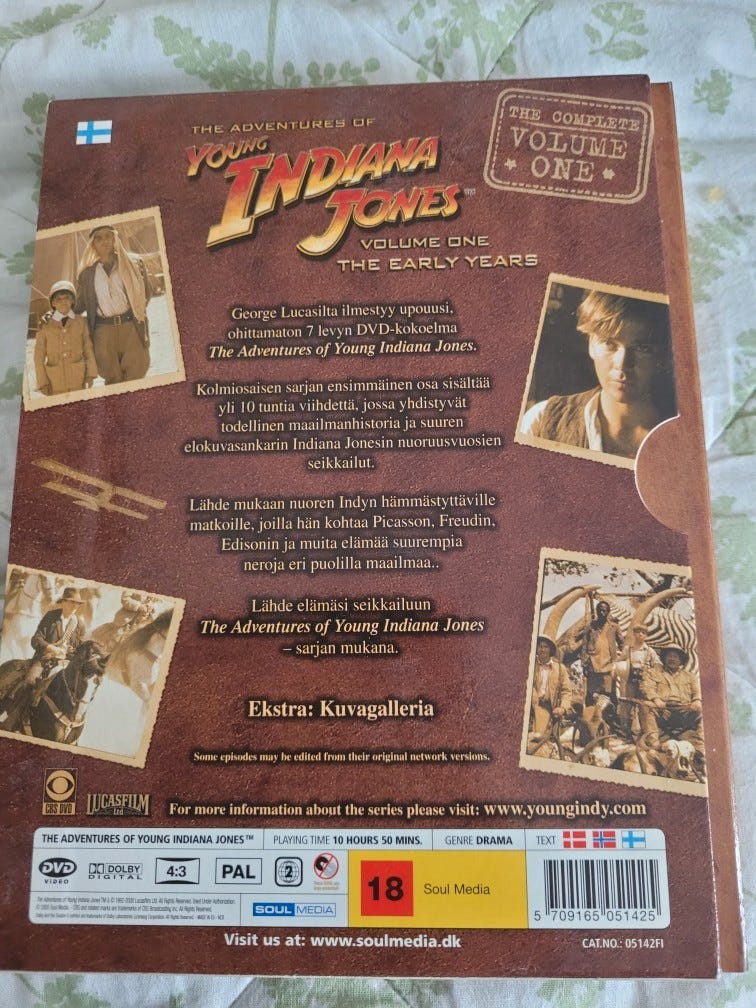 THE ADVENTURES OF
YOUNG
INDIANA
JONES™
VOLUME ONE
THE EARLY YEARS
THE COMPLETE
VOLUME
ONE
George Lucasilta ilmestyy upouusi,
ohittamaton 7 levyn DVD-kokoelma
The Adventures of Young Indiana Jones.
Kolmiosaisen sarjan ensimmäinen osa sisältää
yli 10 tuntia viihdettä, jossa yhdistyvät
todellinen maailmanhistoria ja suuren
elokuvasankarin Indiana Jonesin nuoruusvuosien
seikkailut.
Lähde mukaan nuoren Indyn hämmästyttäville
matkoille, joilla hän kohtaa Picasson, Freudin,
Edisonin ja muita elämää suurempia
neroja eri puolilla maailmaa..
Lähde elämäsi seikkailuun
The Adventures of Young Indiana Jones
– sarjan mukana.
Ekstra: Kuvagalleria
Some episodes may be edited from their original network versions.
CBS DVD
LUCASFILM
Ltd
For more information about the series please visit: www.youngindy.com
THE ADVENTURES OF YOUNG INDIANA JONES™ PLAYING TIME 10 HOURS 50 MINS. GENRE DRAMA TEXT
DVD
VIDEO
DOLBY
DIGITAL
4:3
PAL
2
18
Soul Media
SOUL MEDIA
5 709165 051425
Visit us at: www.soulmedia.dk
CAT.NO.: 05142FI